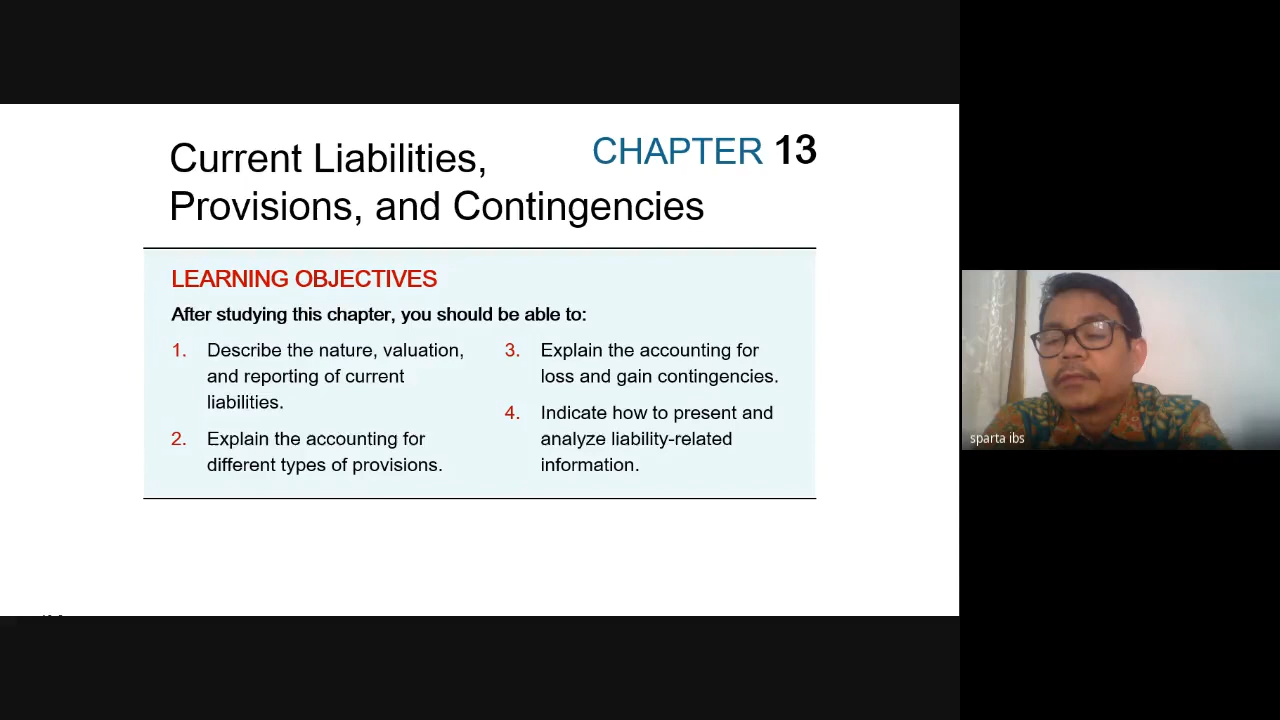 Current Liabilities,
Provisions, and Contingencies
CHAPTER 13
LEARNING OBJECTIVES
After studying this chapter, you should be able to:
1. Describe the nature, valuation,
and reporting of current
liabilities.
2. Explain the accounting for
different types of provisions.
3. Explain the accounting for
loss and gain contingencies.
4. Indicate how to present and
analyze liability-related
information.
sparta ibs